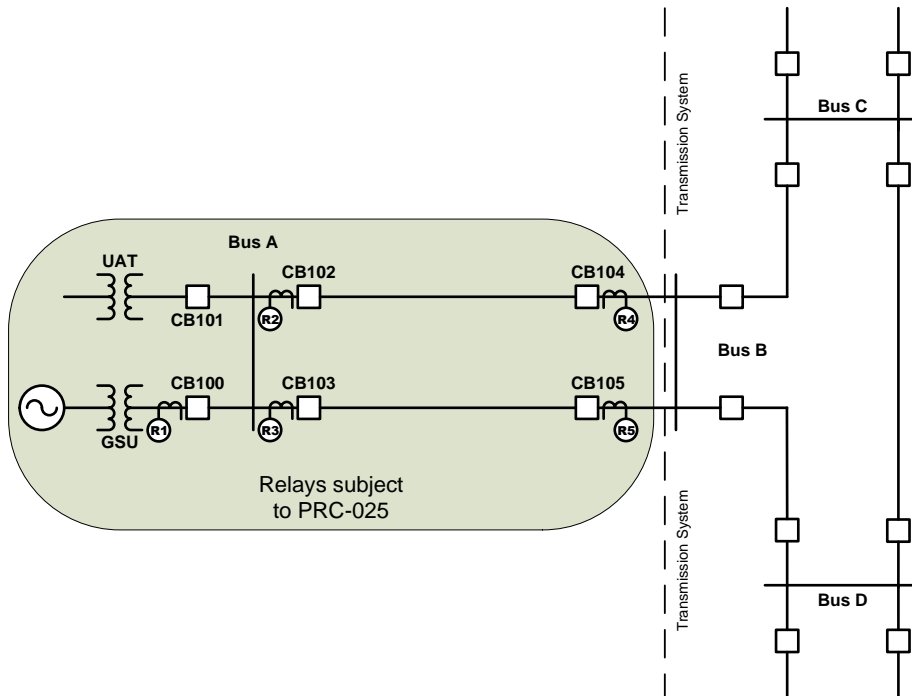 Bus C
Transmission System
Bus A
UAT
CB102
CB104
CB101
R2
R4
Bus B
CB100
CB103
CB105
R1
R3
R5
GSU
Relays subject
to PRC-025
Transmission System
Bus D